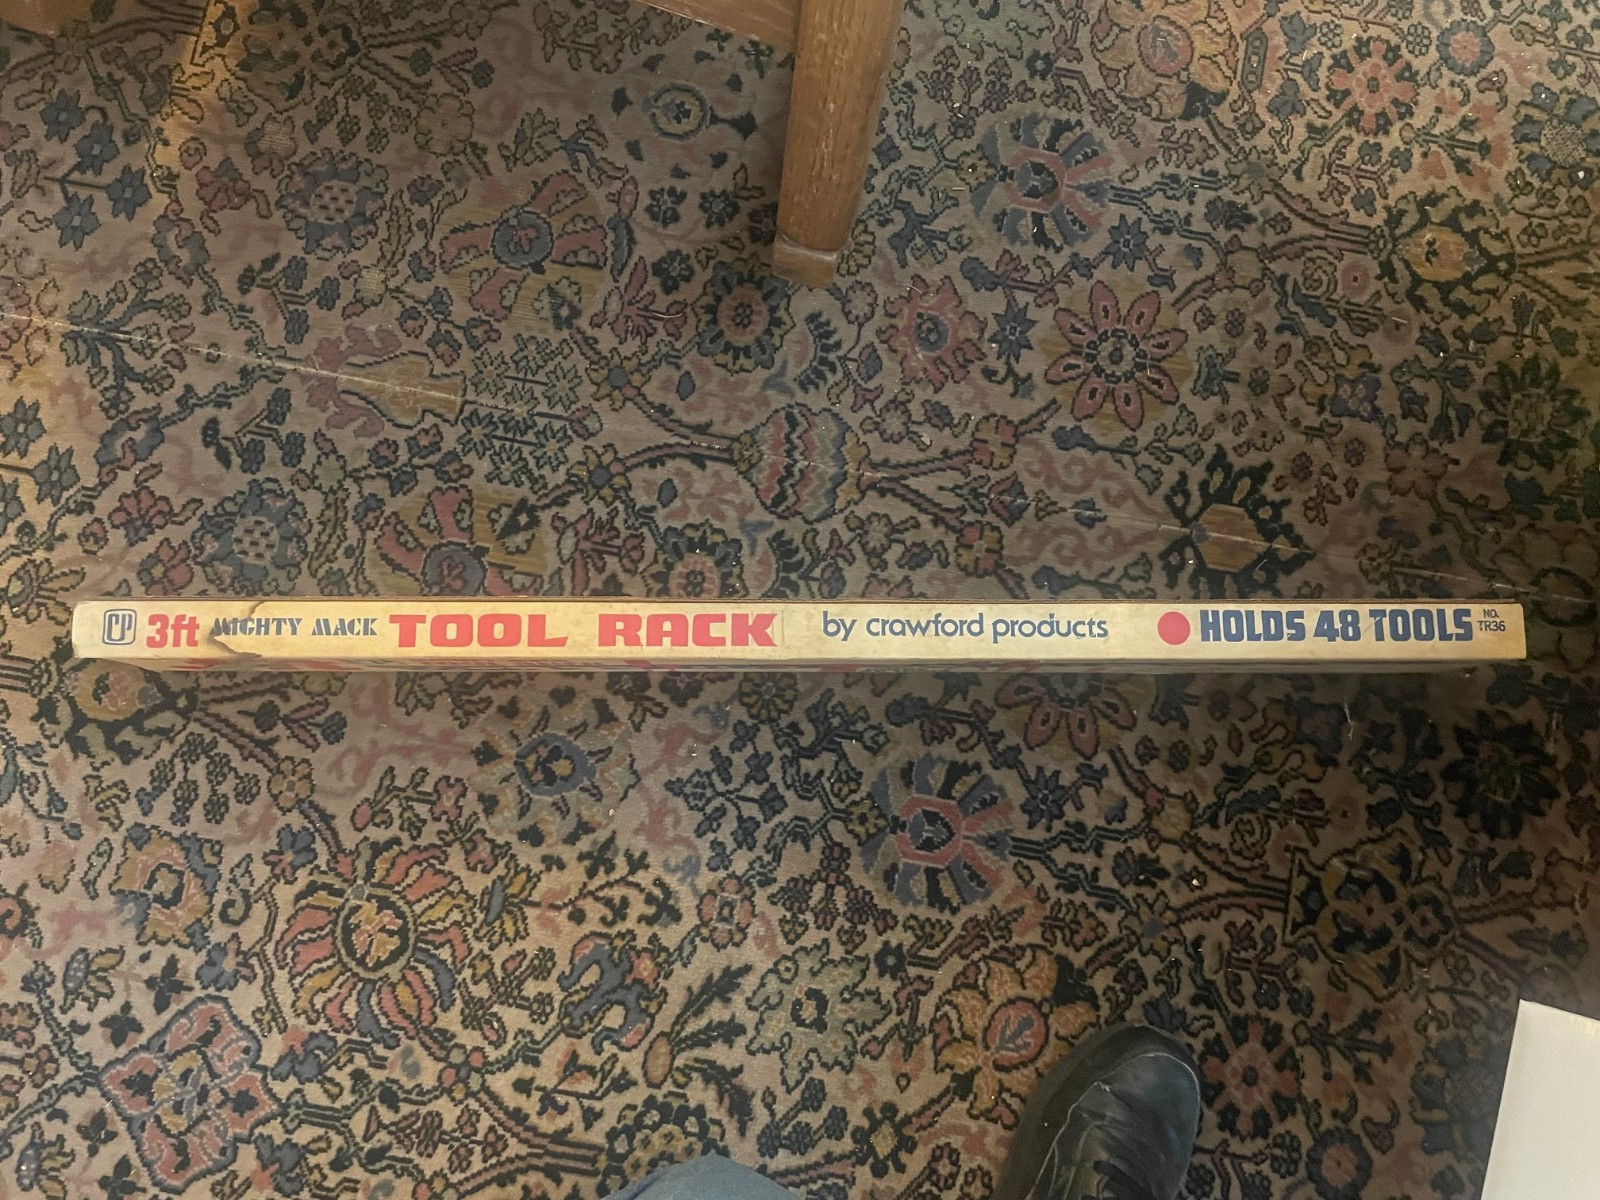 CP 3ft MIGHTY MACK TOOL RACK by crawford products HOLDS 48 TOOLS NO. TR36